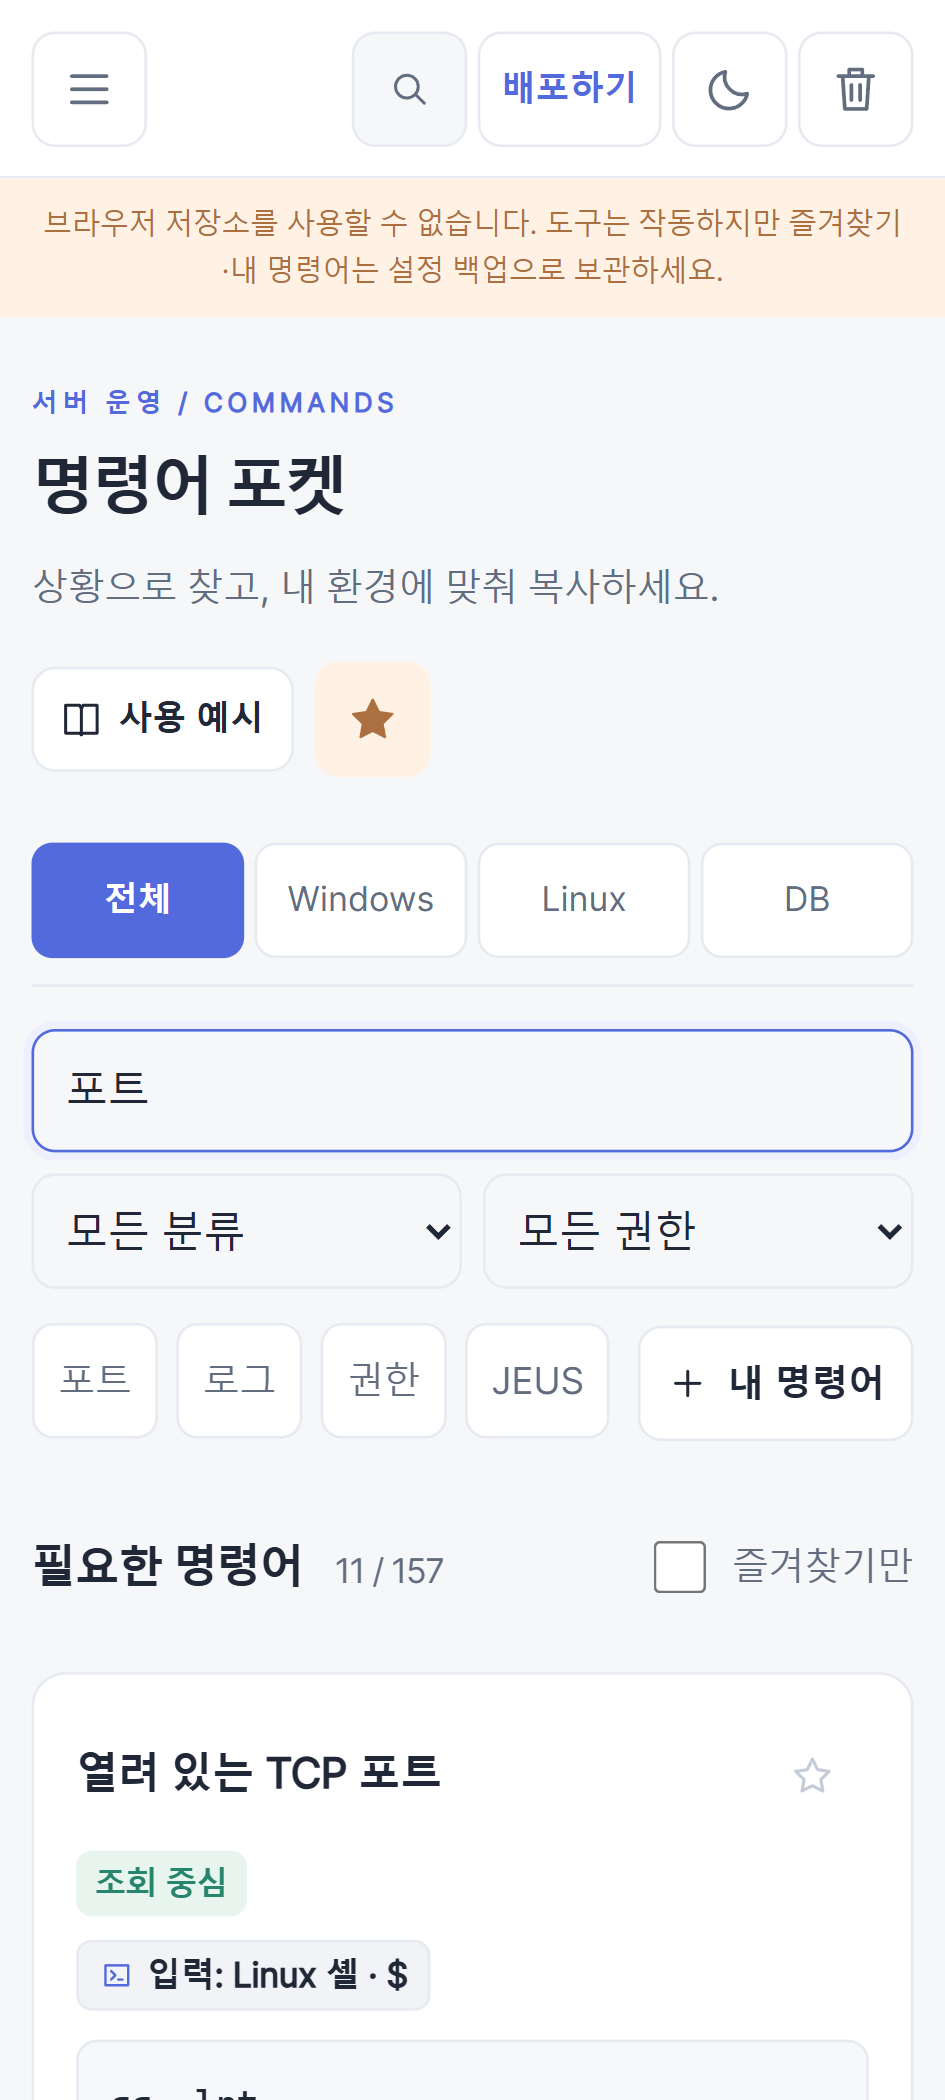 배포하기
브라우저 저장소를 사용할 수 없습니다. 도구는 작동하지만 즐겨찾기
·내 명령어는 설정 백업으로 보관하세요.
서버 운영 / COMMANDS
명령어 포켓
상황으로 찾고, 내 환경에 맞춰 복사하세요.
사용 예시
전체 Windows Linux DB
포트
모든 분류 모든 권한
포트 로그 권한 JEUS + 내 명령어
필요한 명령어 11 / 157 즐겨찾기만
열려 있는 TCP 포트
조회 중심
입력: Linux 셸 · $